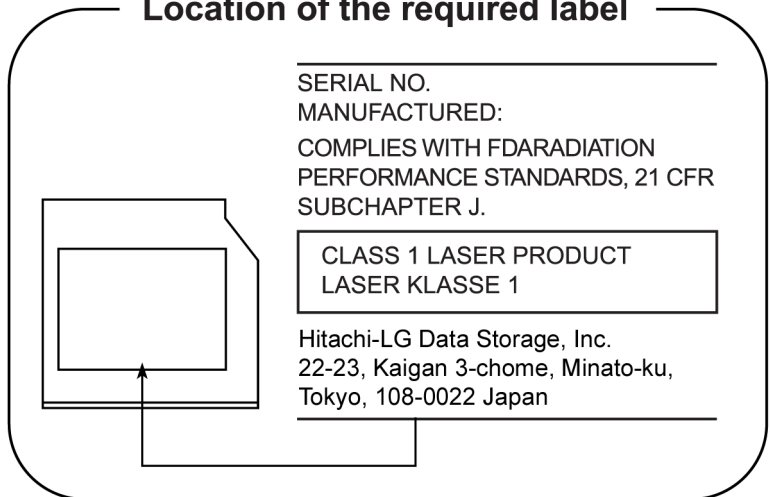 Location of the required label
SERIAL NO.
MANUFACTURED:
COMPLIES WITH FDARADIATION
PERFORMANCE STANDARDS, 21 CFR
SUBCHAPTER J.
CLASS 1 LASER PRODUCT
LASER KLASSE 1
Hitachi-LG Data Storage, Inc.
22-23, Kaigan 3-chome, Minato-ku,
Tokyo, 108-0022 Japan